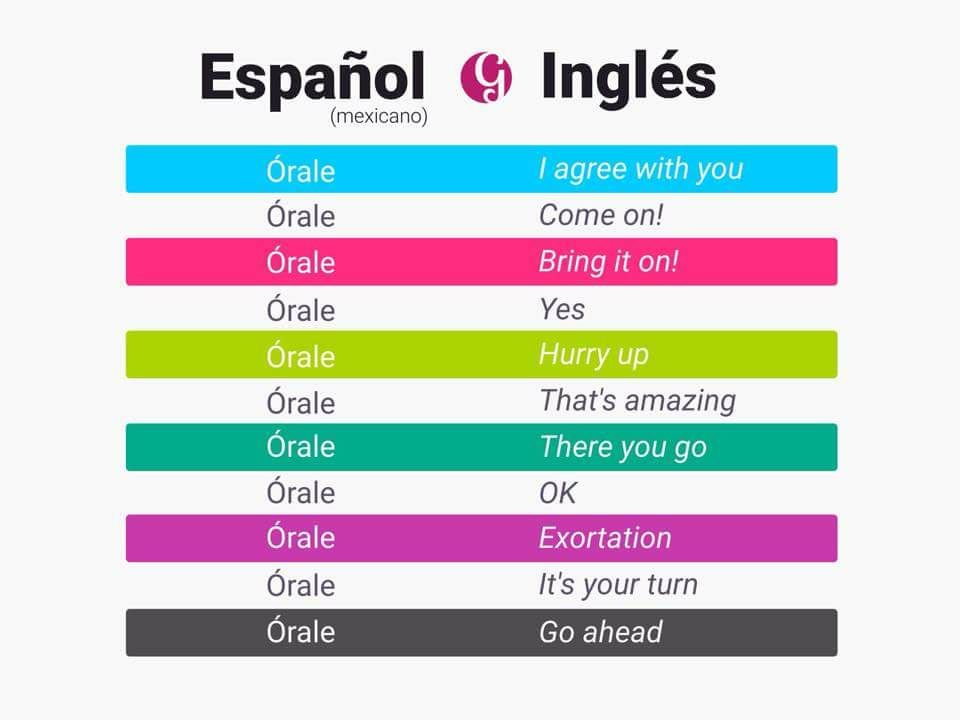 Español Inglés
(mexicano)
Órale I agree with you
Órale Come on!
Órale Bring it on!
Órale Yes
Órale Hurry up
Órale That's amazing
Órale There you go
Órale OK
Órale Exortation
Órale It's your turn
Órale Go ahead